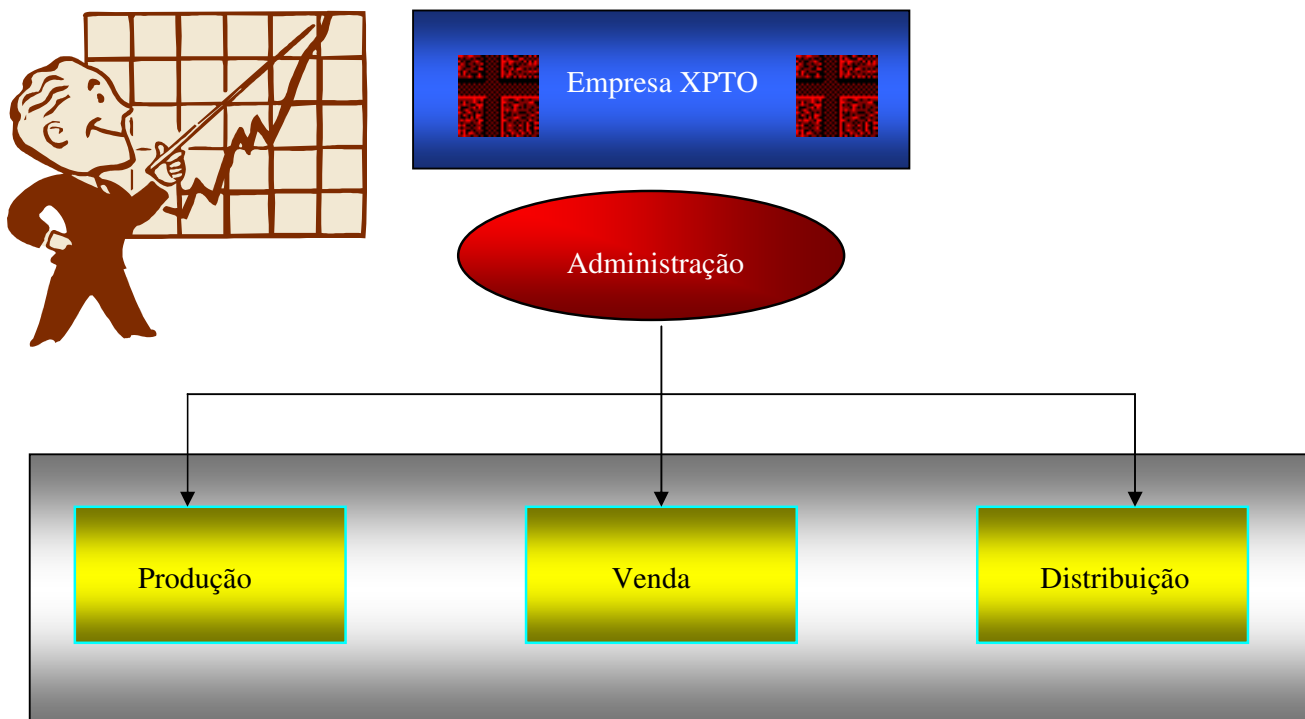 Empresa XPTO
Administração
Produção
Venda
Distribuição